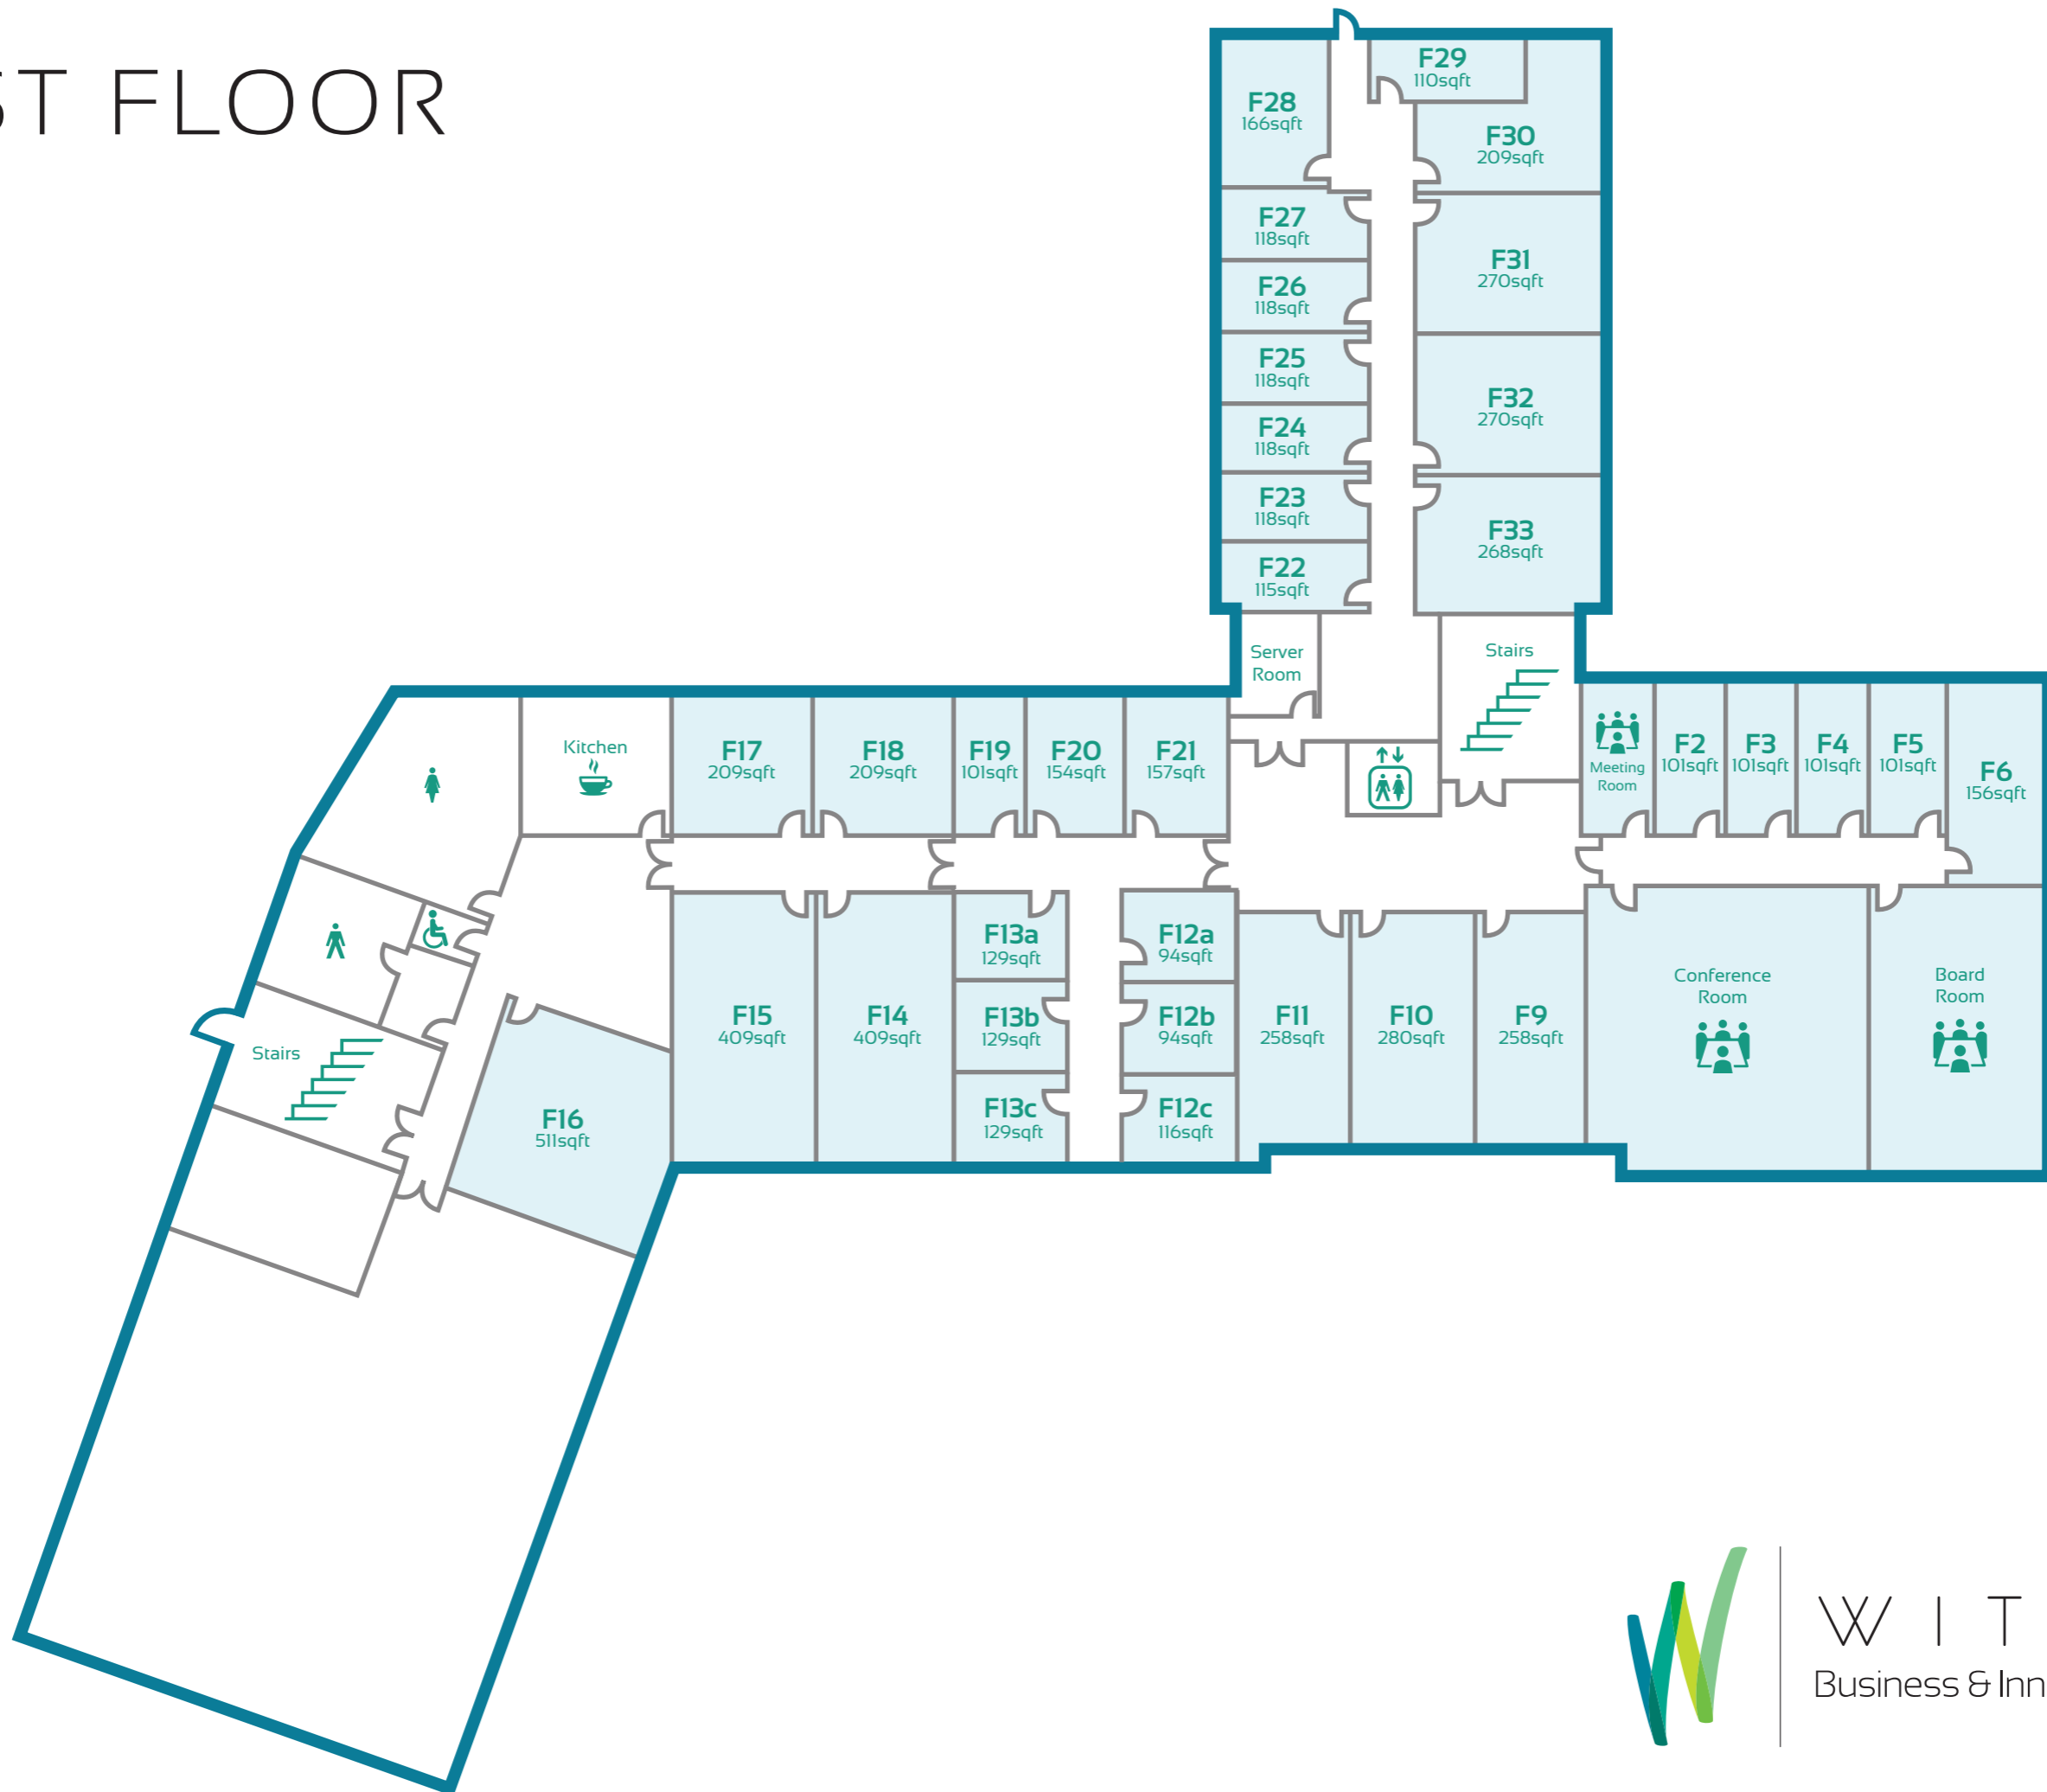 ST FLOOR
F29
110sqft
F28
166sqft
F30
209sqft
F27
118sqft
F31
270sqft
F26
118sqft
F25
118sqft
F32
270sqft
F24
118sqft
F23
118sqft
F33
268sqft
F22
115sqft
Server
Room
Stairs
Kitchen
F17
209sqft
F18
209sqft
F19
101sqft
F20
154sqft
F21
157sqft
Meeting
Room
F2
101sqft
F3
101sqft
F4
101sqft
F5
101sqft
F6
156sqft
F13a
129sqft
F12a
94sqft
Conference
Room
Board
Room
F15
409sqft
F14
409sqft
F13b
129sqft
F12b
94sqft
F11
258sqft
F10
280sqft
F9
258sqft
Stairs
F16
511sqft
F13c
129sqft
F12c
116sqft
WIT
Business & Inn